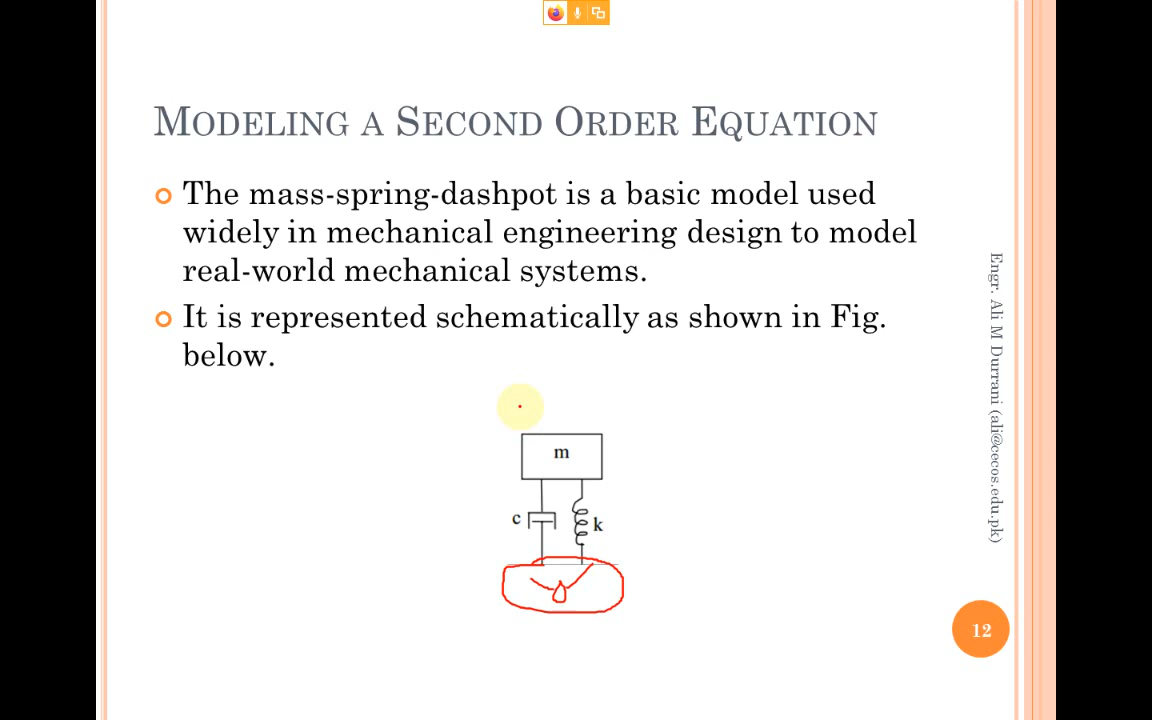 MODELING A SECOND ORDER EQUATION
The mass-spring-dashpot is a basic model used
widely in mechanical engineering design to model
real-world mechanical systems.
It is represented schematically as shown in Fig.
below.
m
c
k
Engr. Ali M Durrani (ali@cecos.edu.pk)
12